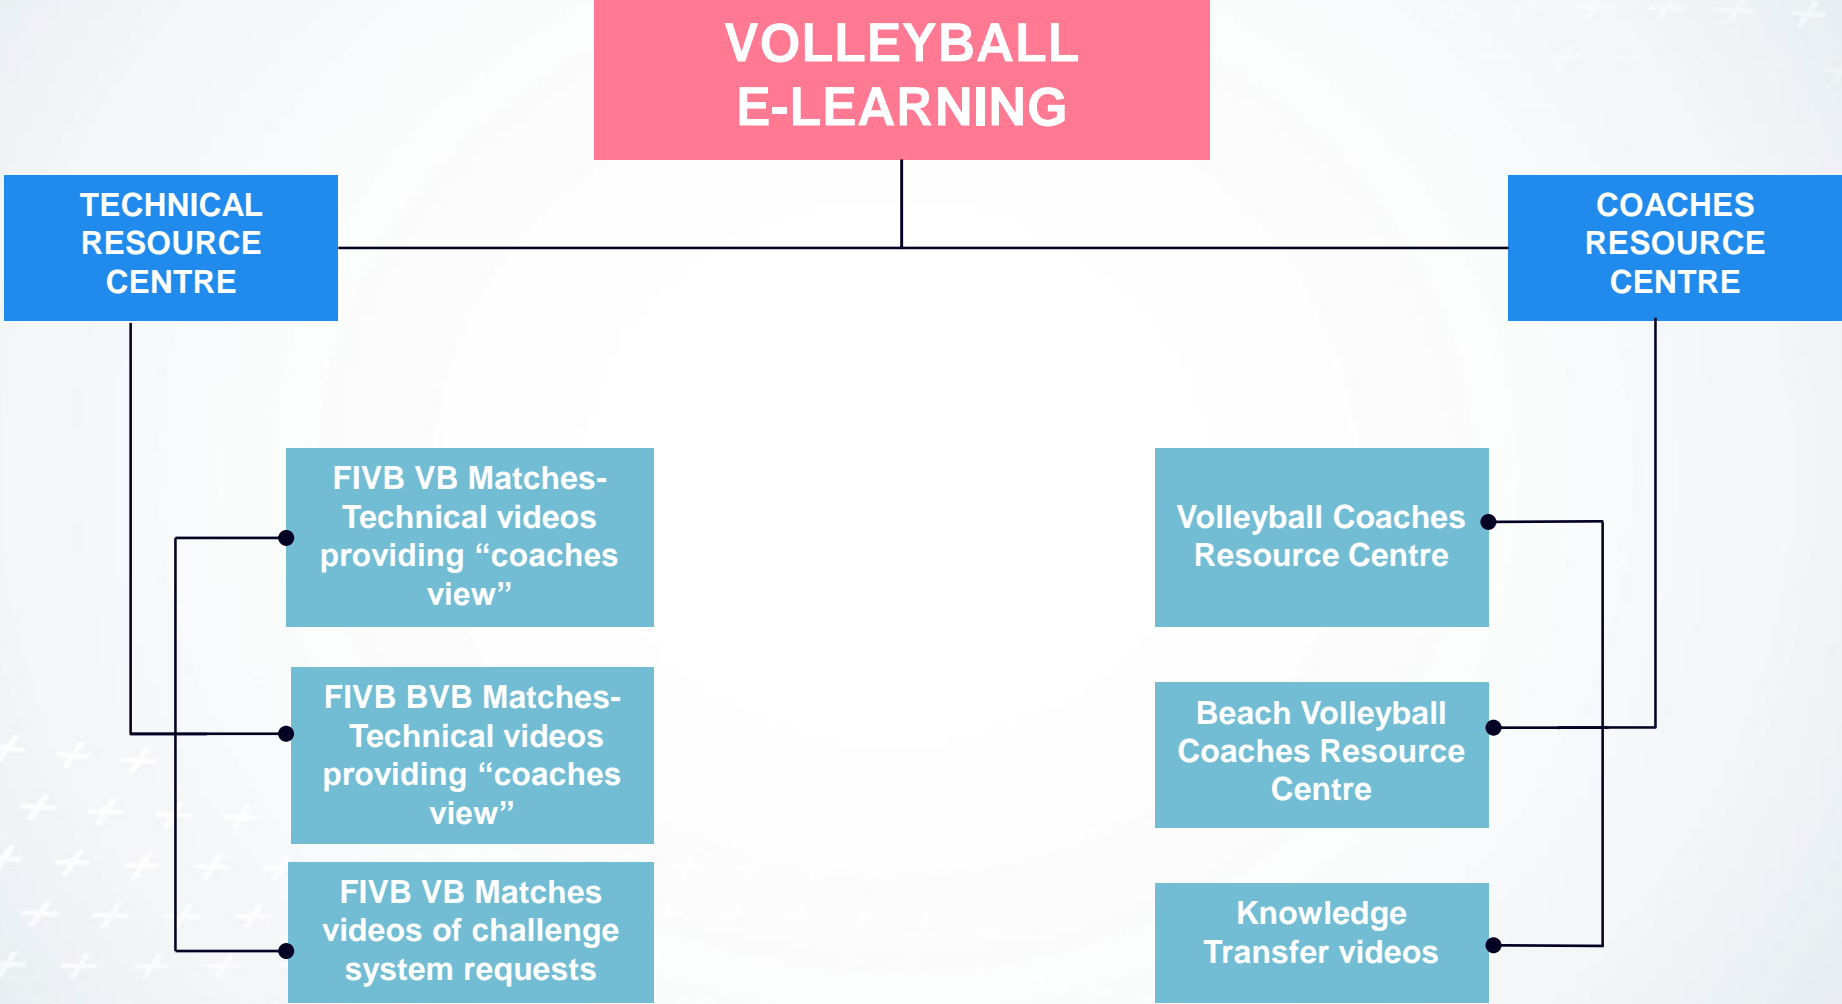 VOLLEYBALL
E-LEARNING
TECHNICAL
RESOURCE
CENTRE
COACHES
RESOURCE
CENTRE
FIVB VB Matches-
Technical videos
providing “coaches
view”
FIVB BVB Matches-
Technical videos
providing “coaches
view”
FIVB VB Matches
videos of challenge
system requests
Volleyball Coaches
Resource Centre
Beach Volleyball
Coaches Resource
Centre
Knowledge
Transfer videos